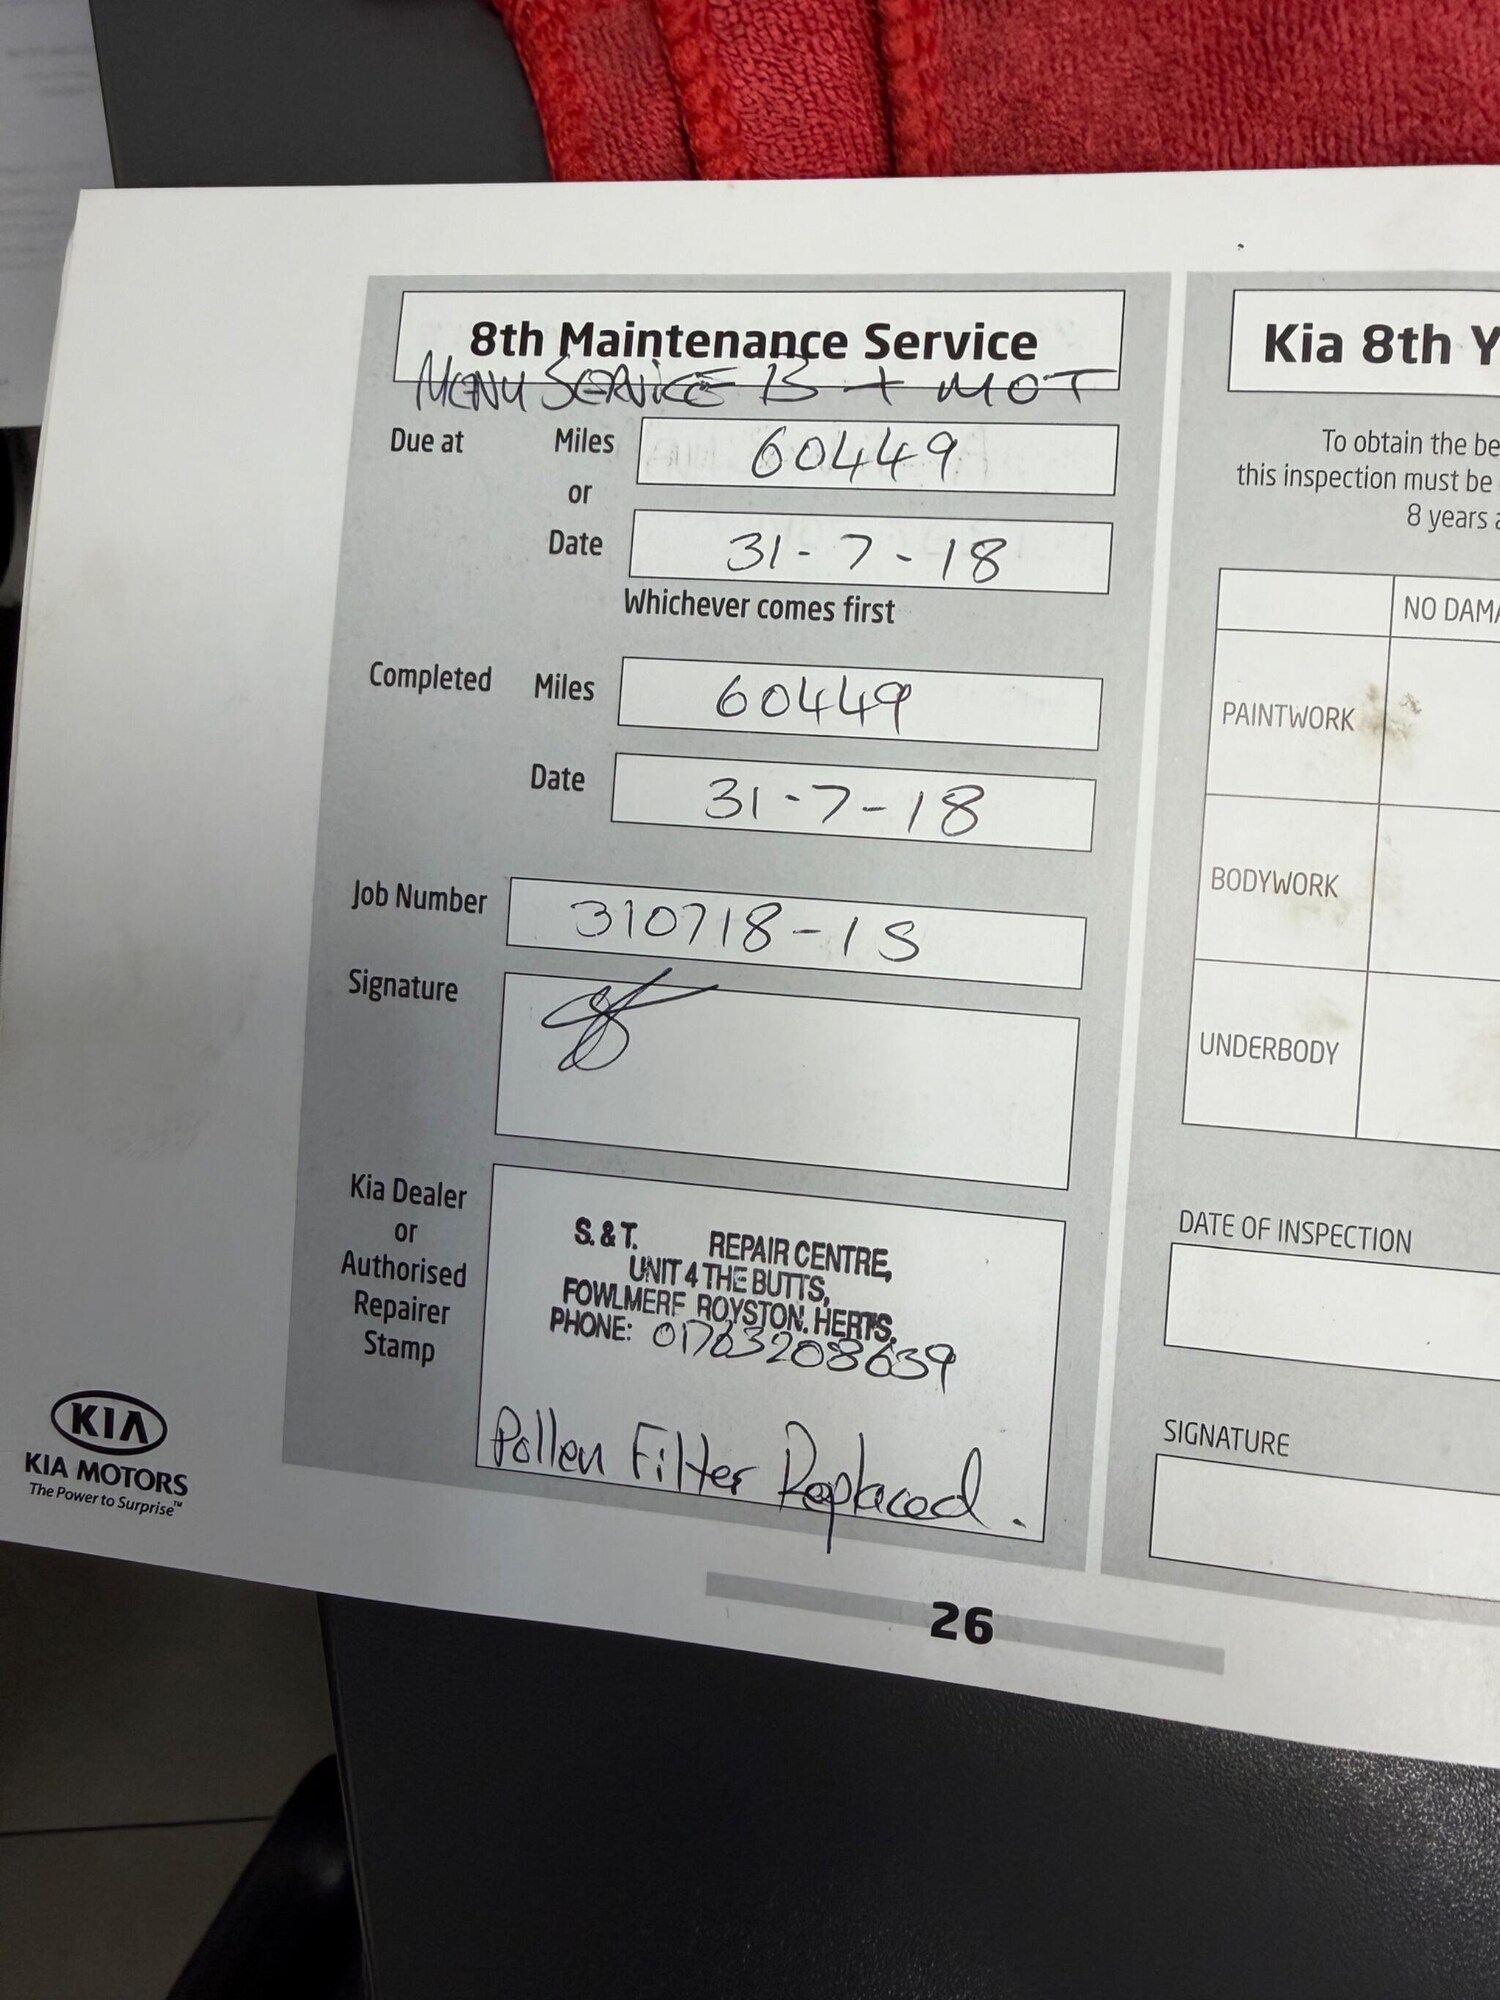 8th Maintenance Service
MENU SERVICE B + MOT
Due at Miles 60449
or
Date 31-7-18
Whichever comes first
Completed Miles 60449
Date 31-7-18
Job Number 310718-1S
Signature
Kia Dealer
or
Authorised
Repairer
Stamp
S. & T. REPAIR CENTRE,
UNIT 4 THE BUTTS,
FOWLMERE ROYSTON. HERTS.
PHONE: 01763208639
Pollen Filter Replaced.
Kia 8th Y
To obtain the be
this inspection must be
8 years a
NO DAMA
PAINTWORK
BODYWORK
UNDERBODY
DATE OF INSPECTION
SIGNATURE
KIA
KIA MOTORS
The Power to Surprise™
26